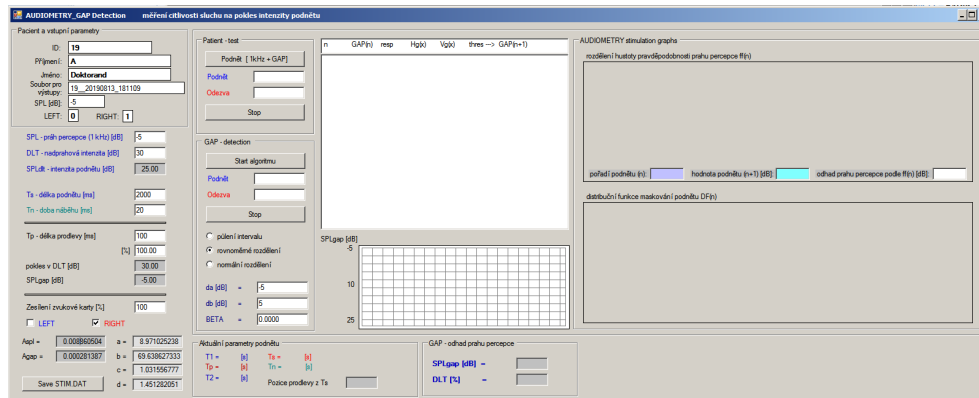 AUDIOMETRY_GAP Detection měření citlivosti sluchu na pokles intenzity podnětu
Pacient a vstupní parametry
ID: 19
Příjmení: A
Jméno: Doktorand
Soubor pro výstupy: 19__20190813_181109
SPL [dB]: -5
LEFT: 0 RIGHT: 1
SPL - práh percepce (1 kHz) [dB] -5
DLT - nadprahová intenzita [dB] 30
SPLdt - intenzita podnětu [dB] 25.00
Ts - délka podnětu [ms] 2000
Tn - doba náběhu [ms] 20
Tp - délka prodlevy [ms] 100
[%] 100.00
pokles v DLT [dB] 30.00
SPLgap [dB] -5.00
Zesílení zvukové karty [%] 100
LEFT RIGHT
Aspl = 0.008860504 a = 8.971025238
Agap = 0.000281387 b = 69.638627333
c = 1.031556777
Save STIM.DAT d = 1.451282051
Patient - test
Podnět [ 1kHz + GAP]
Podnět
Odezva
Stop
GAP - detection
Start algoritmu
Podnět
Odezva
Stop
půlení intervalu
rovnoměrné rozdělení
normální rozdělení
da [dB] = -5
db [dB] = 5
BETA = 0.0000
n GAP(n) resp Hg(x) Vg(x) thres --> GAP(n+1)
SPLgap [dB]
-5
10
25
Aktuální parametry podnětu
T1 = [s] Ts = [s]
Tp = [s] Tn = [s]
T2 = [s] Pozice prodlevy z Ts
GAP - odhad prahu percepce
SPLgap [dB] =
DLT [%] =
AUDIOMETRY stimulation graphs
rozdělení hustoty pravděpodobnosti prahu percepce ff(n)
pořadí podnětu (n): hodnota podnětu (n+1) [dB]: odhad prahu percepce podle ff(n) [dB]:
distribuční funkce maskování podnětu DF(n)